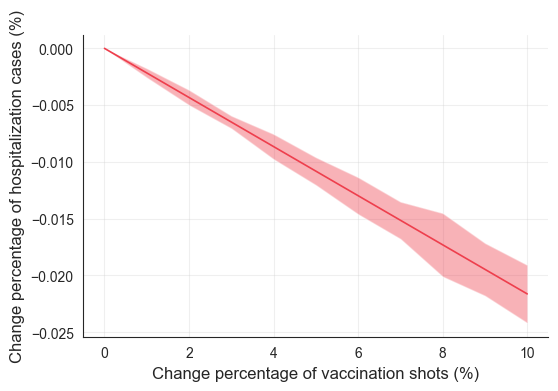 Change percentage of hospitalization cases (%)
0.000
−0.005
−0.010
−0.015
−0.020
−0.025
0 2 4 6 8 10
Change percentage of vaccination shots (%)